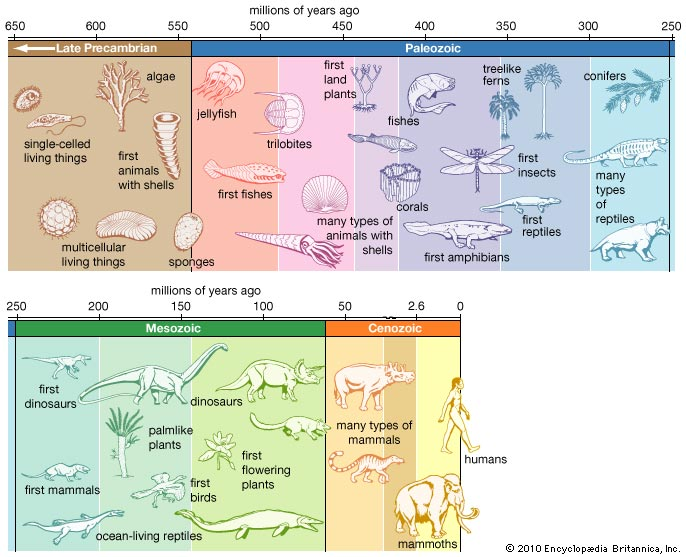 millions of years ago
650 600 550 500 450 400 350 300 250
Late Precambrian
Paleozoic
algae
single-celled
living things
first
animals
with shells
multicellular
living things
sponges
jellyfish
trilobites
first fishes
first
land
plants
many types of
animals with
shells
fishes
corals
first amphibians
treelike
ferns
first
insects
first
reptiles
conifers
many
types
of
reptiles
millions of years ago
250 200 150 100 50 2.6 0
Mesozoic
Cenozoic
first
dinosaurs
first mammals
ocean-living reptiles
palmlike
plants
dinosaurs
first
birds
first
flowering
plants
many types of
mammals
humans
mammoths
© 2010 Encyclopædia Britannica, Inc.